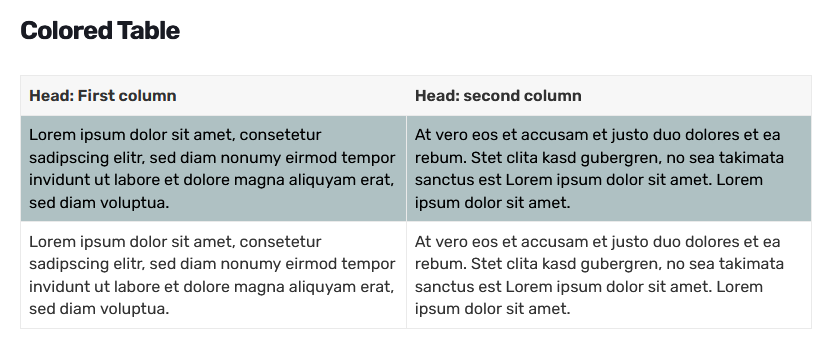 Colored Table
Head: First column
Head: second column
Lorem ipsum dolor sit amet, consetetur
sadipscing elitr, sed diam nonumy eirmod tempor
invidunt ut labore et dolore magna aliquyam erat,
sed diam voluptua.
At vero eos et accusam et justo duo dolores et ea
rebum. Stet clita kasd gubergren, no sea takimata
sanctus est Lorem ipsum dolor sit amet. Lorem
ipsum dolor sit amet.
Lorem ipsum dolor sit amet, consetetur
sadipscing elitr, sed diam nonumy eirmod tempor
invidunt ut labore et dolore magna aliquyam erat,
sed diam voluptua.
At vero eos et accusam et justo duo dolores et ea
rebum. Stet clita kasd gubergren, no sea takimata
sanctus est Lorem ipsum dolor sit amet. Lorem
ipsum dolor sit amet.